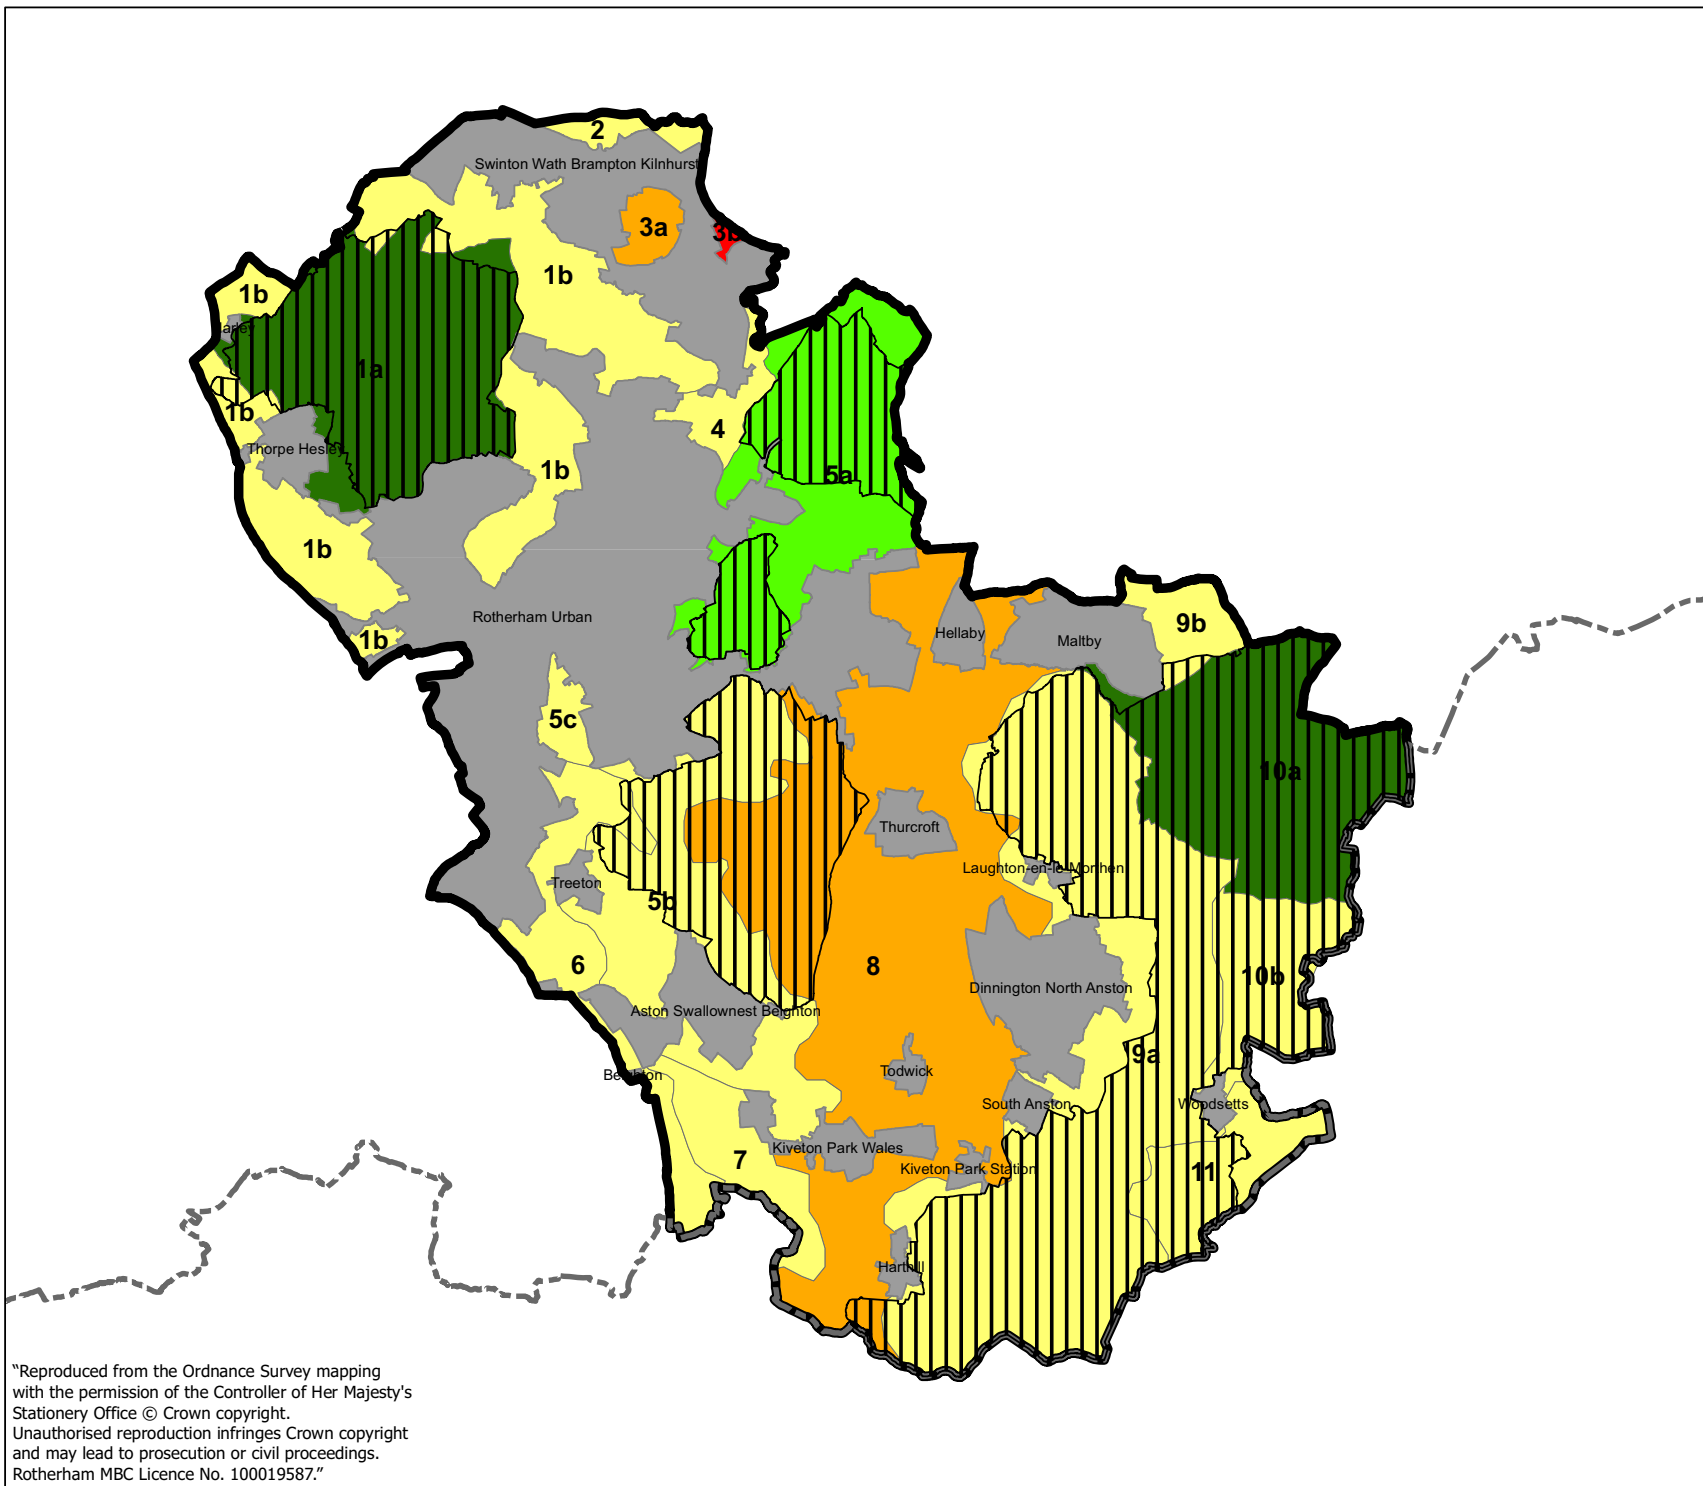 2
Swinton Wath Brampton Kilnhurst
3a
3b
1b
1b
1a
1b
Thorpe Hesley
4
5a
1b
1b
Rotherham Urban
1b
Hellaby
Maltby
9b
5c
10a
Thurcroft
Laughton-en-le-Morthen
Treeton
5b
6
8
10b
Dinnington North Anston
Aston Swallownest Beighton
9a
Beighton
Todwick
South Anston
Woodsetts
Kiveton Park Wales
7
Kiveton Park Station
11
Harthill
“Reproduced from the Ordnance Survey mapping
with the permission of the Controller of Her Majesty's
Stationery Office © Crown copyright.
Unauthorised reproduction infringes Crown copyright
and may lead to prosecution or civil proceedings.
Rotherham MBC Licence No. 100019587.”